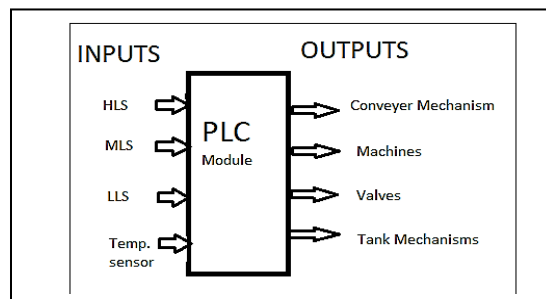 INPUTS
OUTPUTS
HLS
MLS
LLS
Temp.
sensor
PLC
Module
Conveyer Mechanism
Machines
Valves
Tank Mechanisms